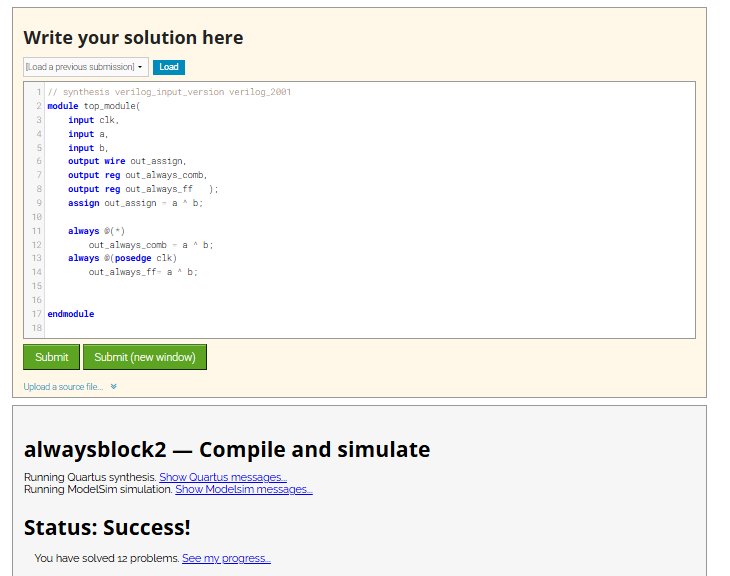 Write your solution here
[Load a previous submission] Load
1 // synthesis verilog_input_version verilog_2001
2 module top_module(
3 input clk,
4 input a,
5 input b,
6 output wire out_assign,
7 output reg out_always_comb,
8 output reg out_always_ff );
9 assign out_assign = a ^ b;
10
11 always @(*)
12 out_always_comb = a ^ b;
13 always @(posedge clk)
14 out_always_ff= a ^ b;
15
16
17 endmodule
18
Submit Submit (new window)
Upload a source file...
alwaysblock2 — Compile and simulate
Running Quartus synthesis. Show Quartus messages...
Running ModelSim simulation. Show Modelsim messages...
Status: Success!
You have solved 12 problems. See my progress...